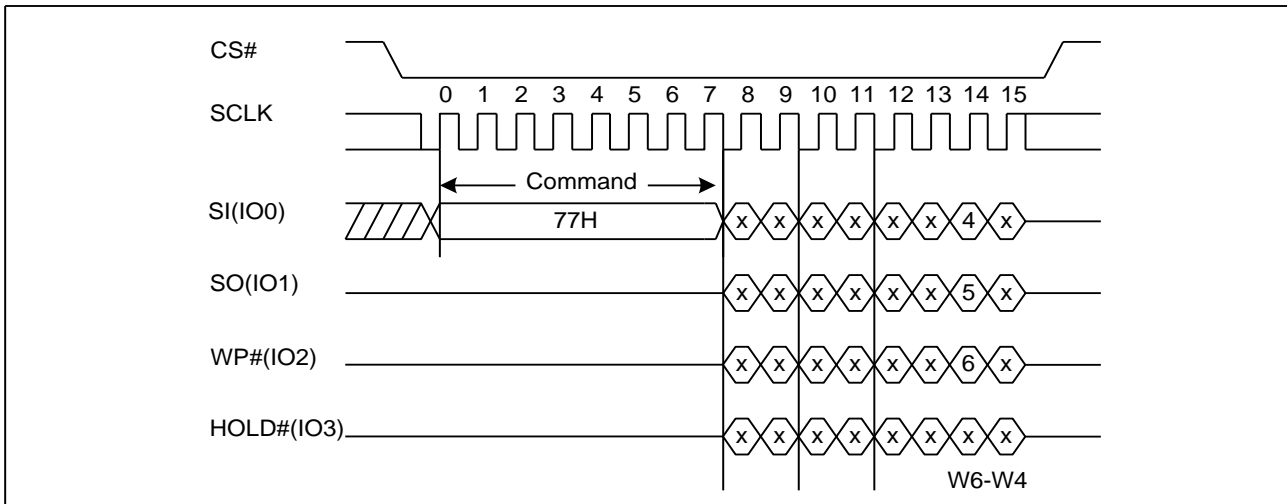 CS#
0 1 2 3 4 5 6 7 8 9 10 11 12 13 14 15
SCLK
Command
SI(IO0) 77H x x x x x x 4 x
SO(IO1) x x x x x x 5 x
WP#(IO2) x x x x x x 6 x
HOLD#(IO3) x x x x x x x x
W6-W4